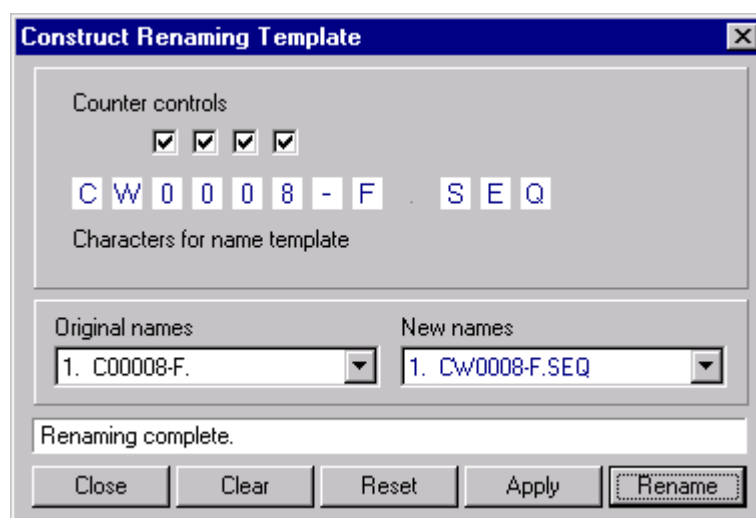 Construct Renaming Template
Counter controls
C W 0 0 0 8 - F . S E Q
Characters for name template
Original names New names
1. C00008-F. 1. CW0008-F.SEQ
Renaming complete.
Close Clear Reset Apply Rename